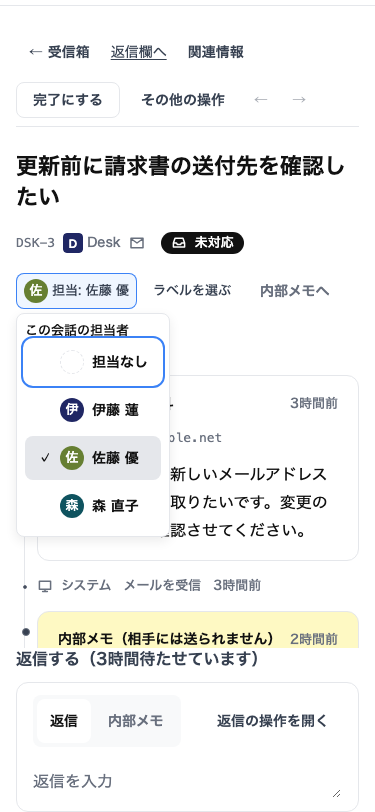 ← 受信箱 返信欄へ 関連情報
完了にする その他の操作 ← →
更新前に請求書の送付先を確認し
たい
DSK-3 D Desk 未対応
佐 担当: 佐藤 優 ラベルを選ぶ 内部メモへ
この会話の担当者
担当なし
伊 伊藤 蓮
✓ 佐 佐藤 優
森 森 直子
3時間前
ple.net
新しいメールアドレス
取りたいです。変更の
認させてください。
システム メールを受信 3時間前
内部メモ（相手には送られません） 2時間前
返信する（3時間待たせています）
返信 内部メモ 返信の操作を開く
返信を入力